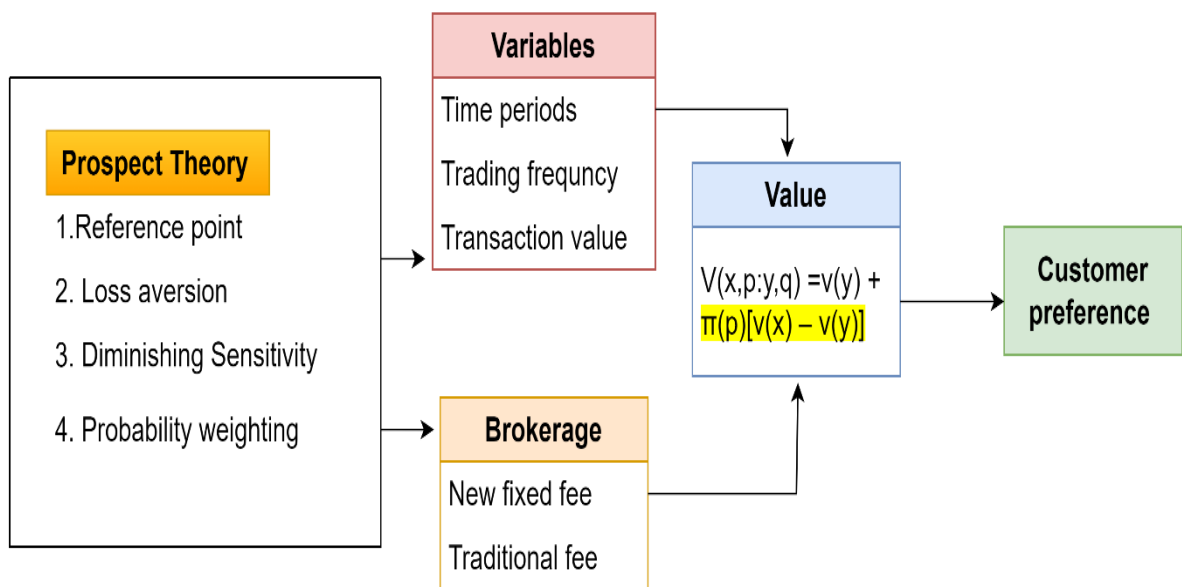 Prospect Theory
1.Reference point
2. Loss aversion
3. Diminishing Sensitivity
4. Probability weighting
Variables
Time periods
Trading frequncy
Transaction value
Brokerage
New fixed fee
Traditional fee
Value
V(x,p:y,q) =v(y) +
π(p)[v(x) – v(y)]
Customer
preference